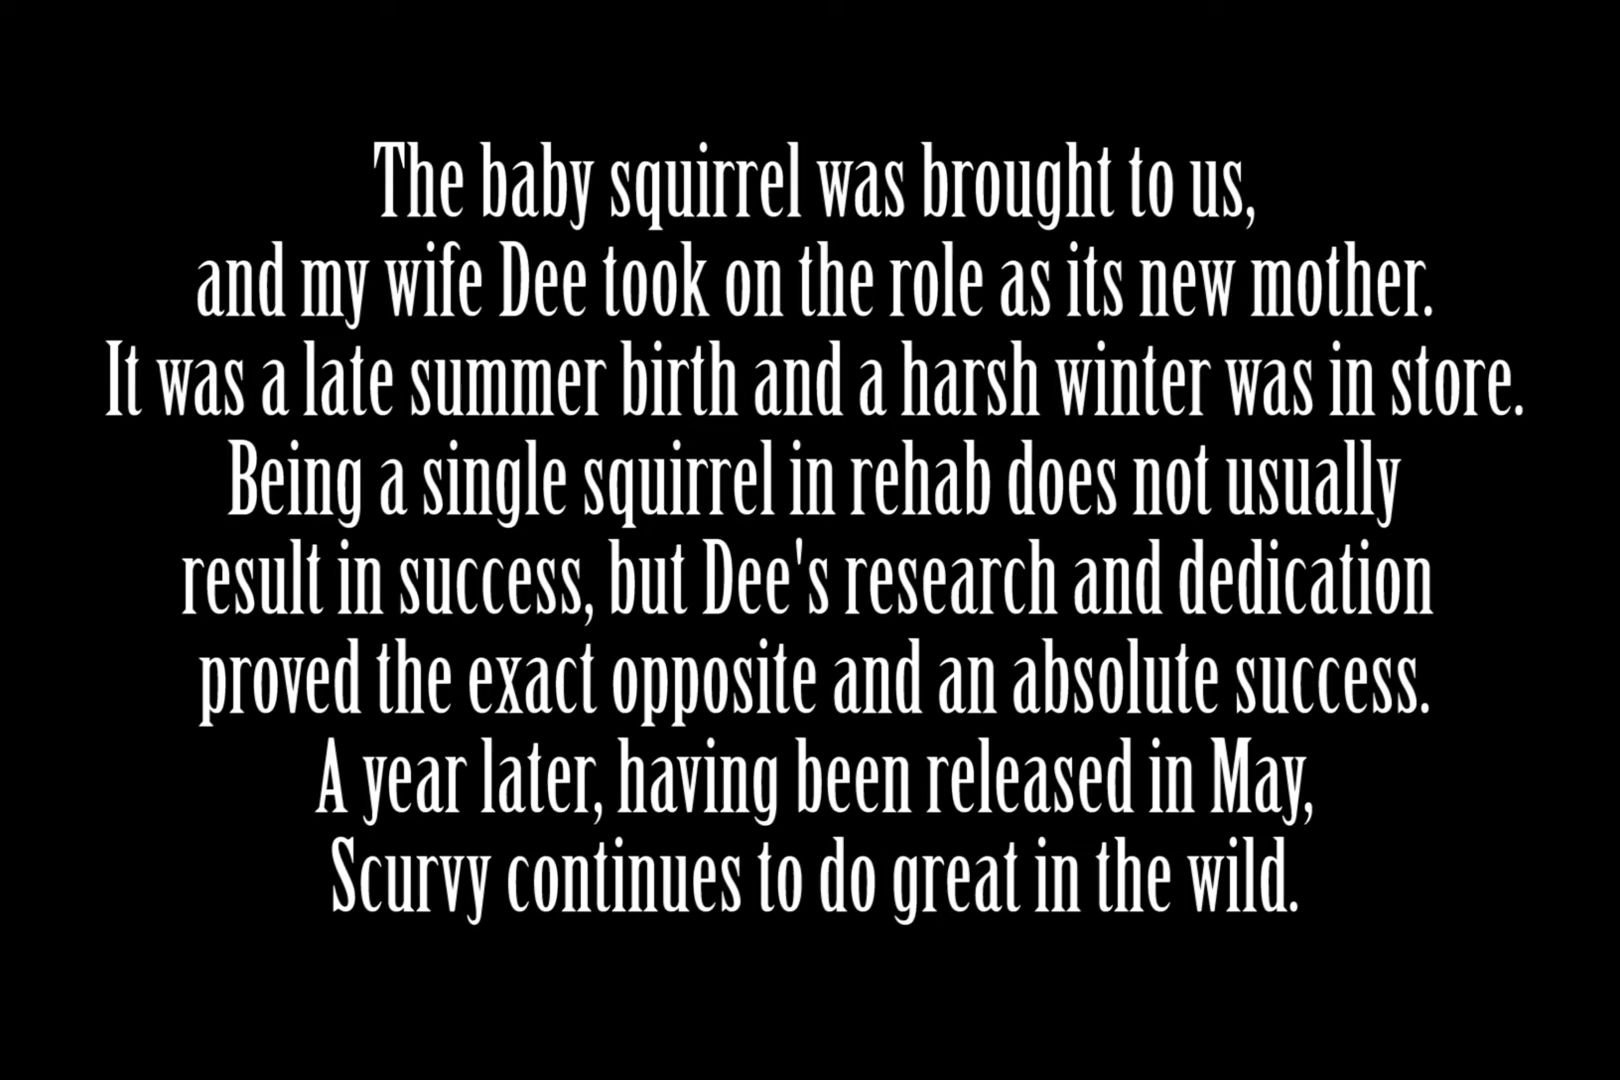 The baby squirrel was brought to us,
and my wife Dee took on the role as its new mother.
It was a late summer birth and a harsh winter was in store.
Being a single squirrel in rehab does not usually
result in success, but Dee's research and dedication
proved the exact opposite and an absolute success.
A year later, having been released in May,
Scurvy continues to do great in the wild.